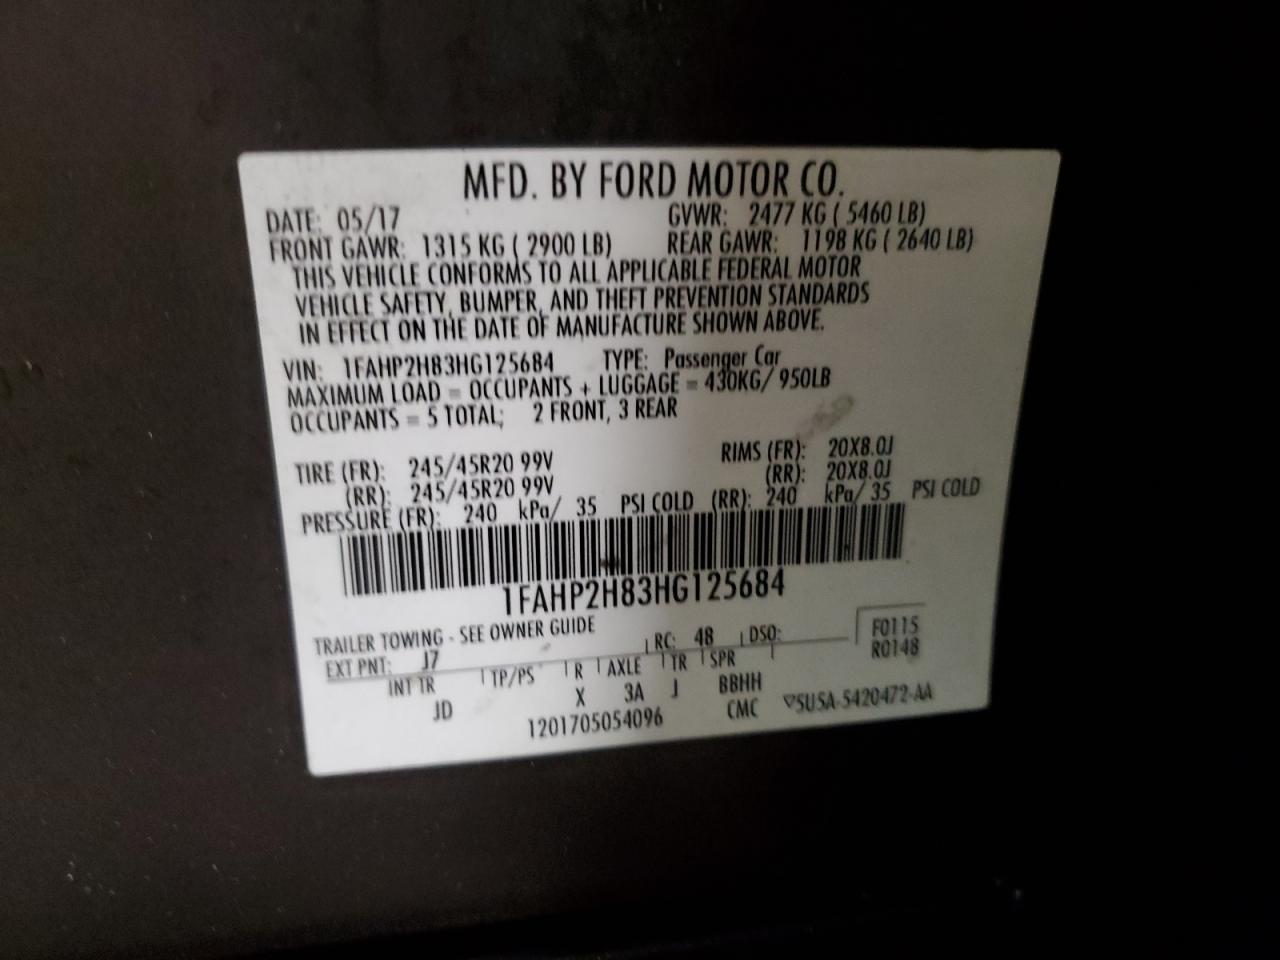 MFD. BY FORD MOTOR CO.
DATE: 05/17 GVWR: 2477 KG ( 5460 LB)
FRONT GAWR: 1315 KG ( 2900 LB) REAR GAWR: 1198 KG ( 2640 LB)
THIS VEHICLE CONFORMS TO ALL APPLICABLE FEDERAL MOTOR
VEHICLE SAFETY, BUMPER, AND THEFT PREVENTION STANDARDS
IN EFFECT ON THE DATE OF MANUFACTURE SHOWN ABOVE.
VIN: 1FAHP2H83HG125684 TYPE: Passenger Car
MAXIMUM LOAD = OCCUPANTS + LUGGAGE = 430KG/ 950LB
OCCUPANTS = 5 TOTAL; 2 FRONT, 3 REAR
TIRE (FR): 245/45R20 99V RIMS (FR): 20X8.0J
(RR): 245/45R20 99V (RR): 20X8.0J
PRESSURE (FR): 240 kPa/ 35 PSI COLD (RR): 240 kPa/ 35 PSI COLD
1FAHP2H83HG125684
TRAILER TOWING - SEE OWNER GUIDE
EXT PNT: J7 RC: 48 DSO: F0115
R0148
INT TR TP/PS R AXLE TR SPR
JD X 3A J BBHH
1201705054096 CMC ▽5U5A-5420472-AA